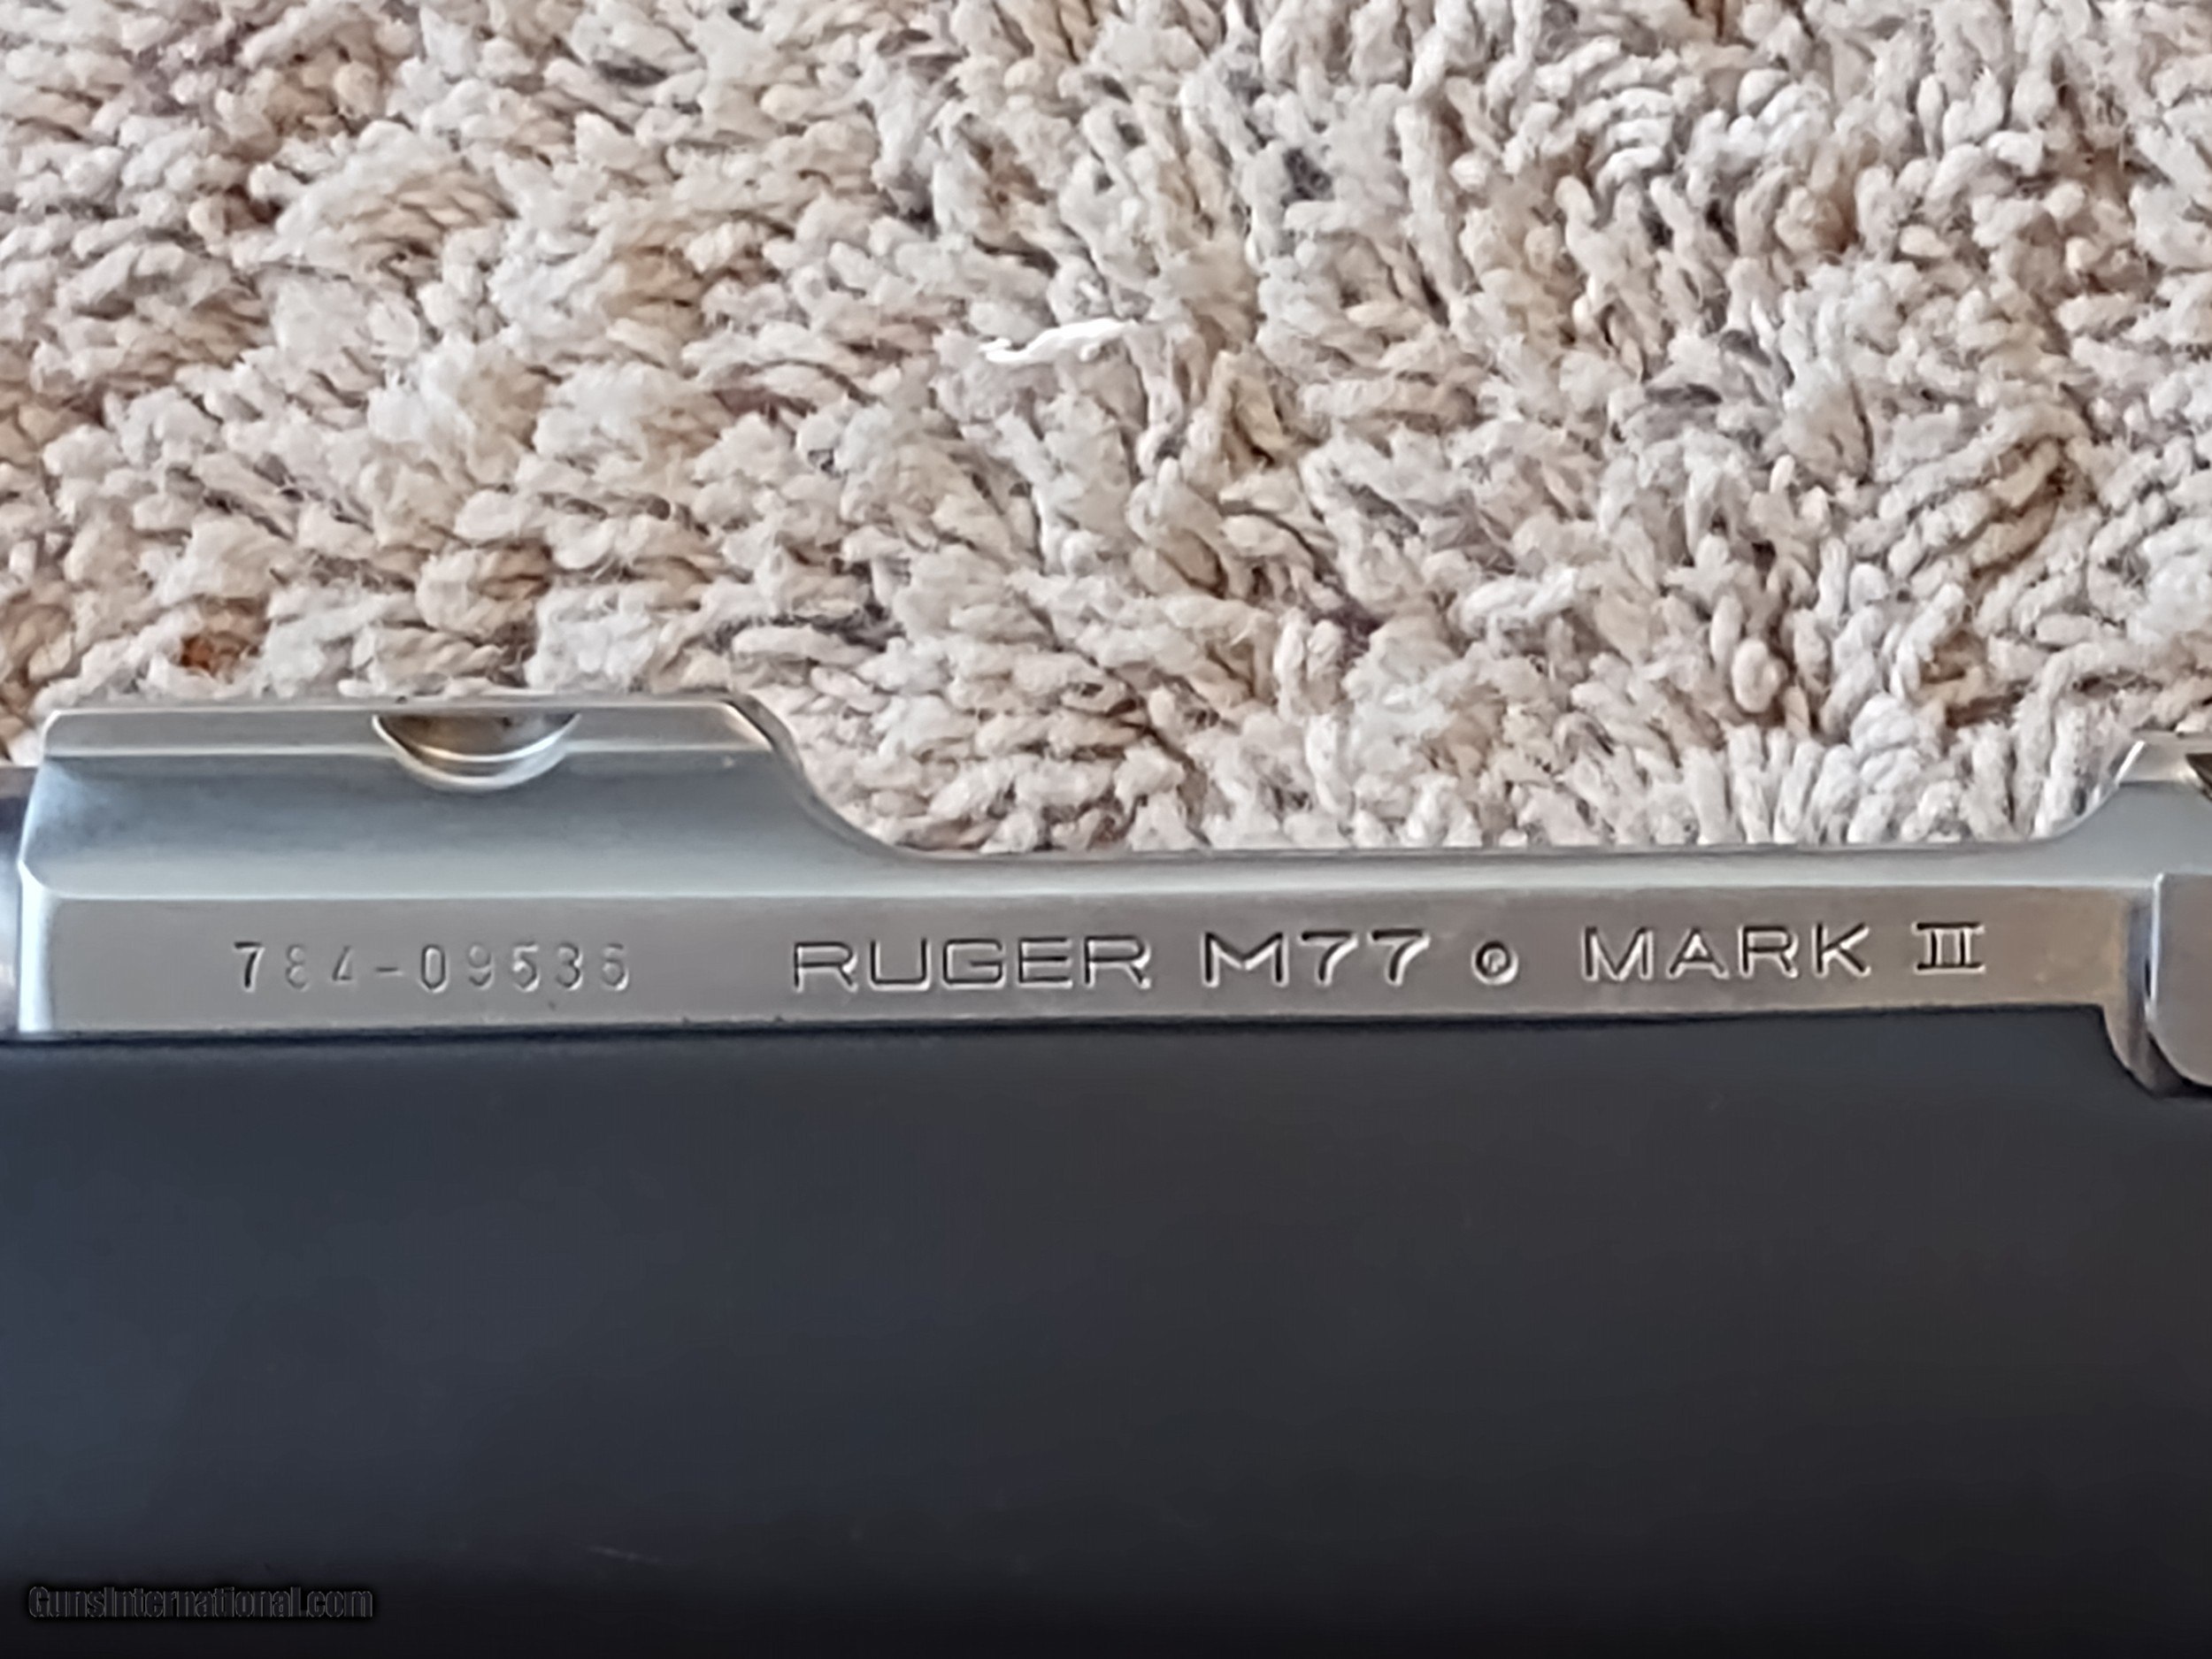 784-09536 RUGER M77 ® MARK II
GunsInternational.com